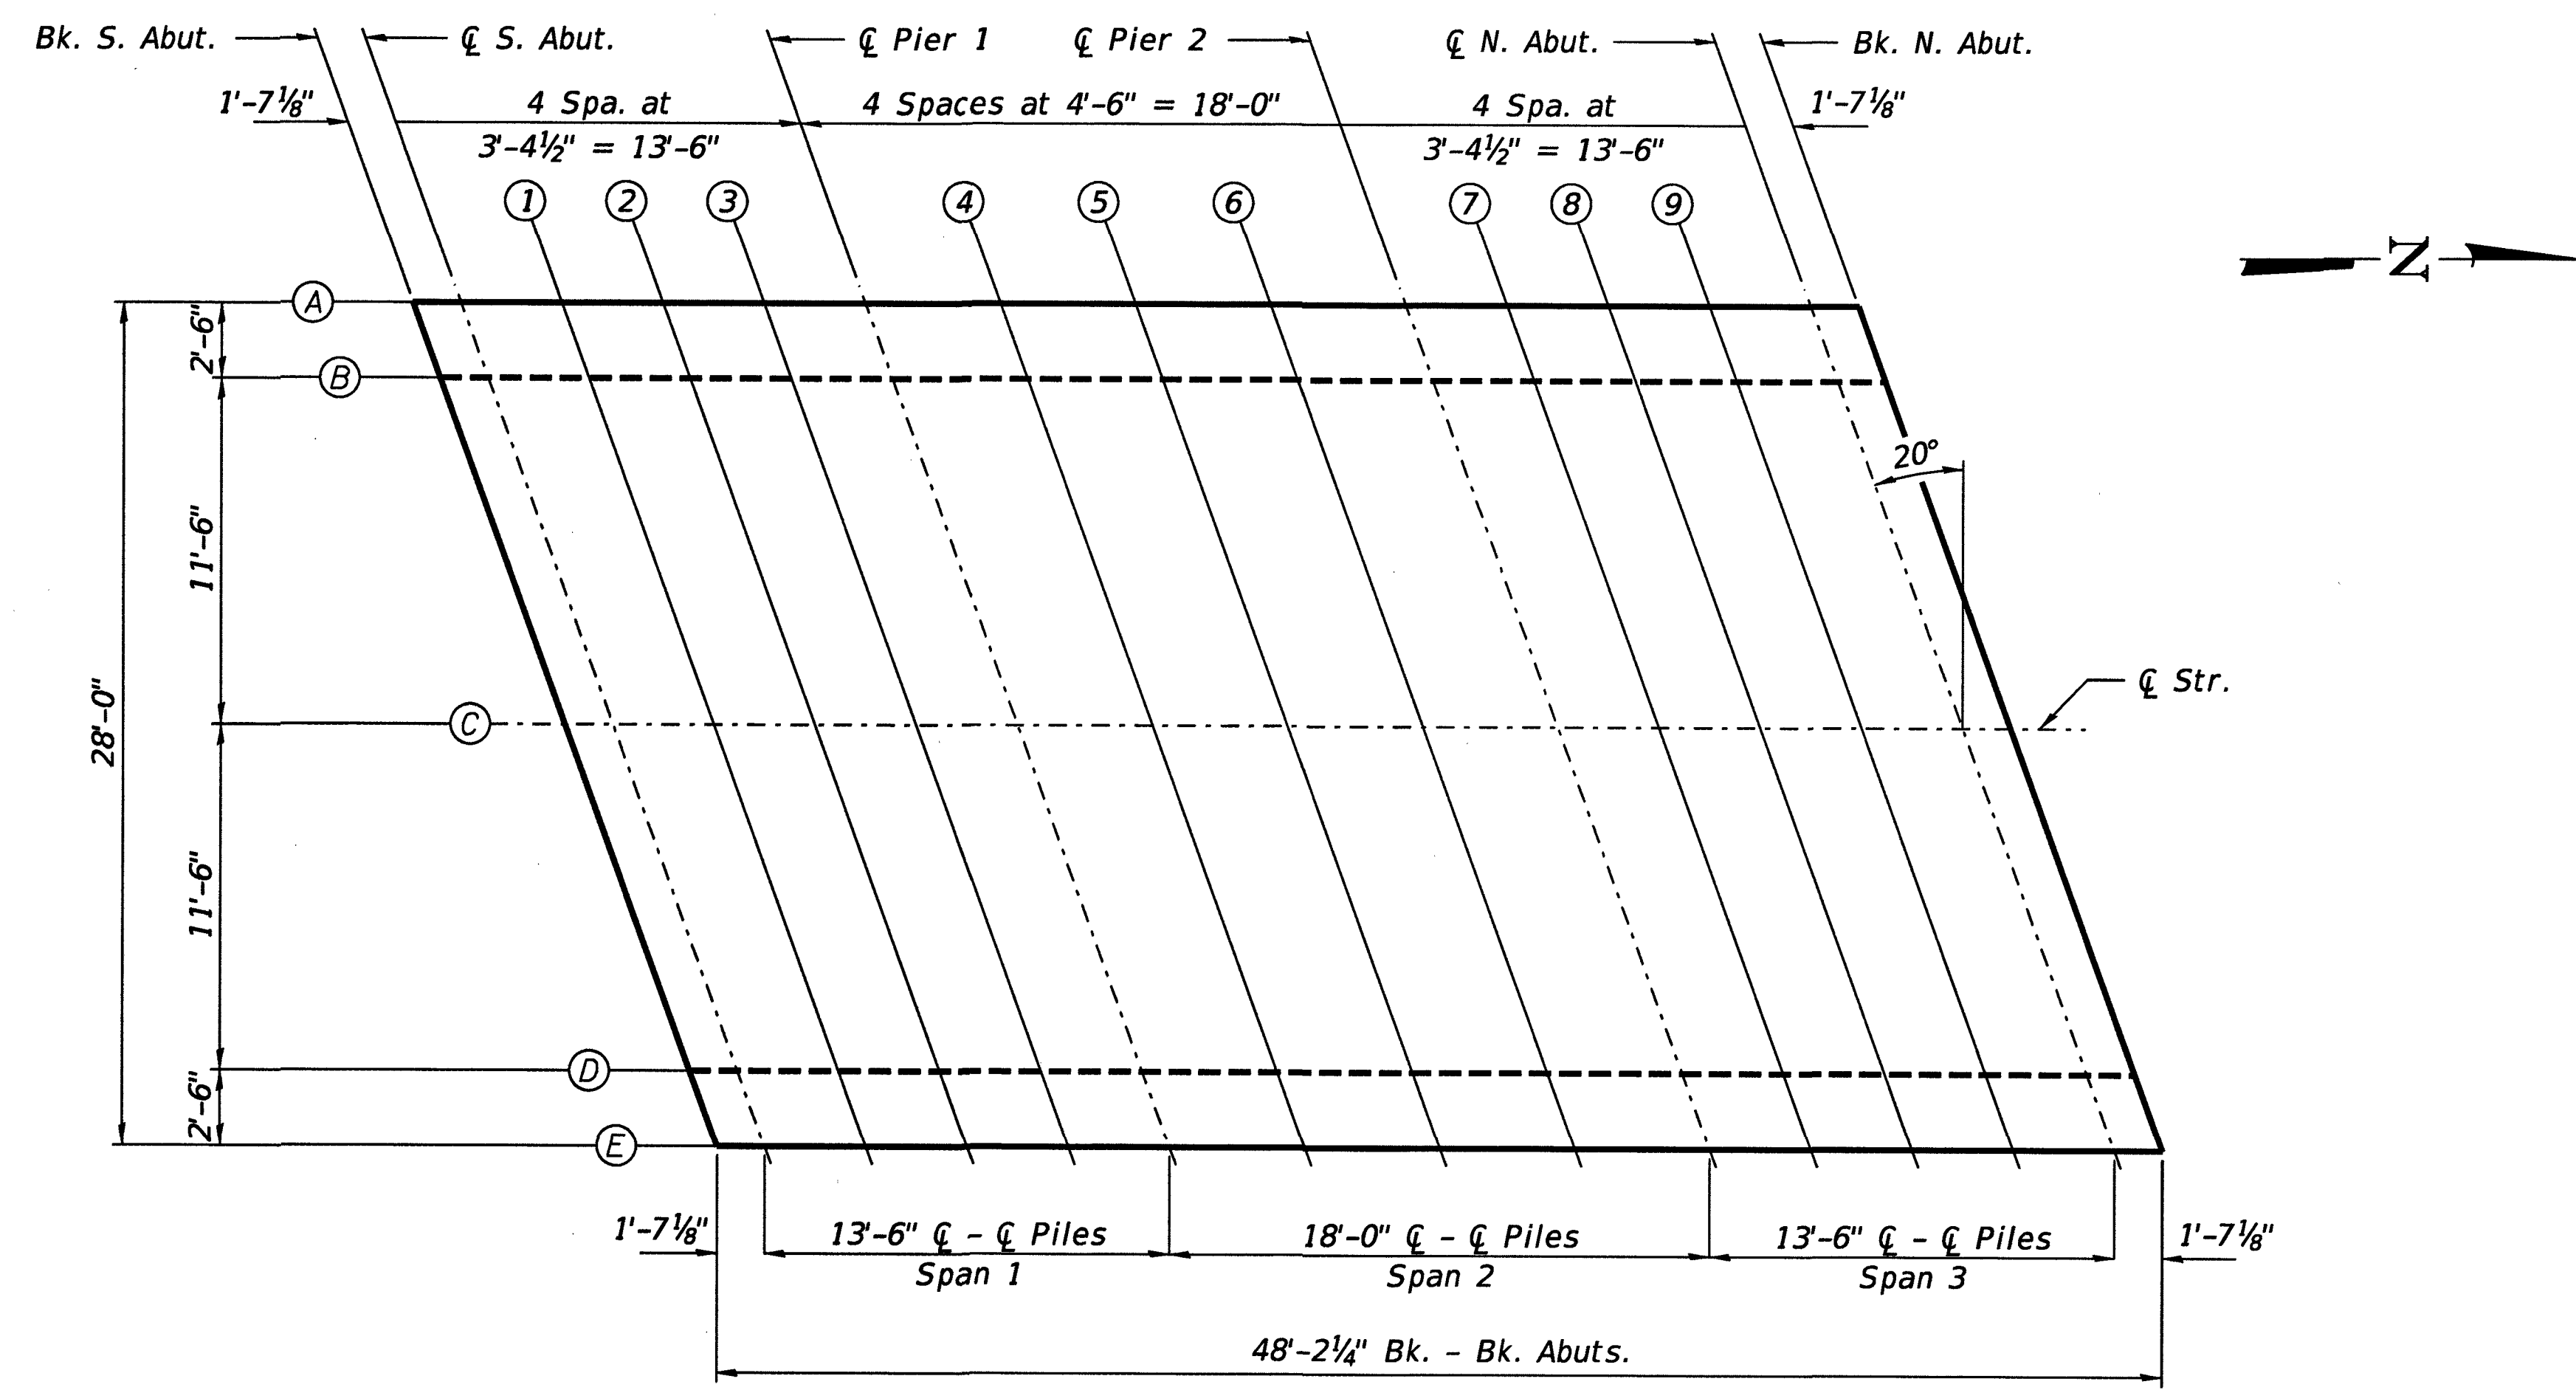 Bk. S. Abut.
℄ S. Abut.
℄ Pier 1
℄ Pier 2
℄ N. Abut.
Bk. N. Abut.
1'-7⅛"
4 Spa. at
3'-4½" = 13'-6"
4 Spaces at 4'-6" = 18'-0"
4 Spa. at
3'-4½" = 13'-6"
1'-7⅛"
1
2
3
4
5
6
7
8
9
N
A
2'-6"
B
20°
11'-6"
28'-0"
C
℄ Str.
11'-6"
D
2'-6"
E
1'-7⅛"
13'-6" ℄ - ℄ Piles
Span 1
18'-0" ℄ - ℄ Piles
Span 2
13'-6" ℄ - ℄ Piles
Span 3
1'-7⅛"
48'-2¼" Bk. - Bk. Abuts.